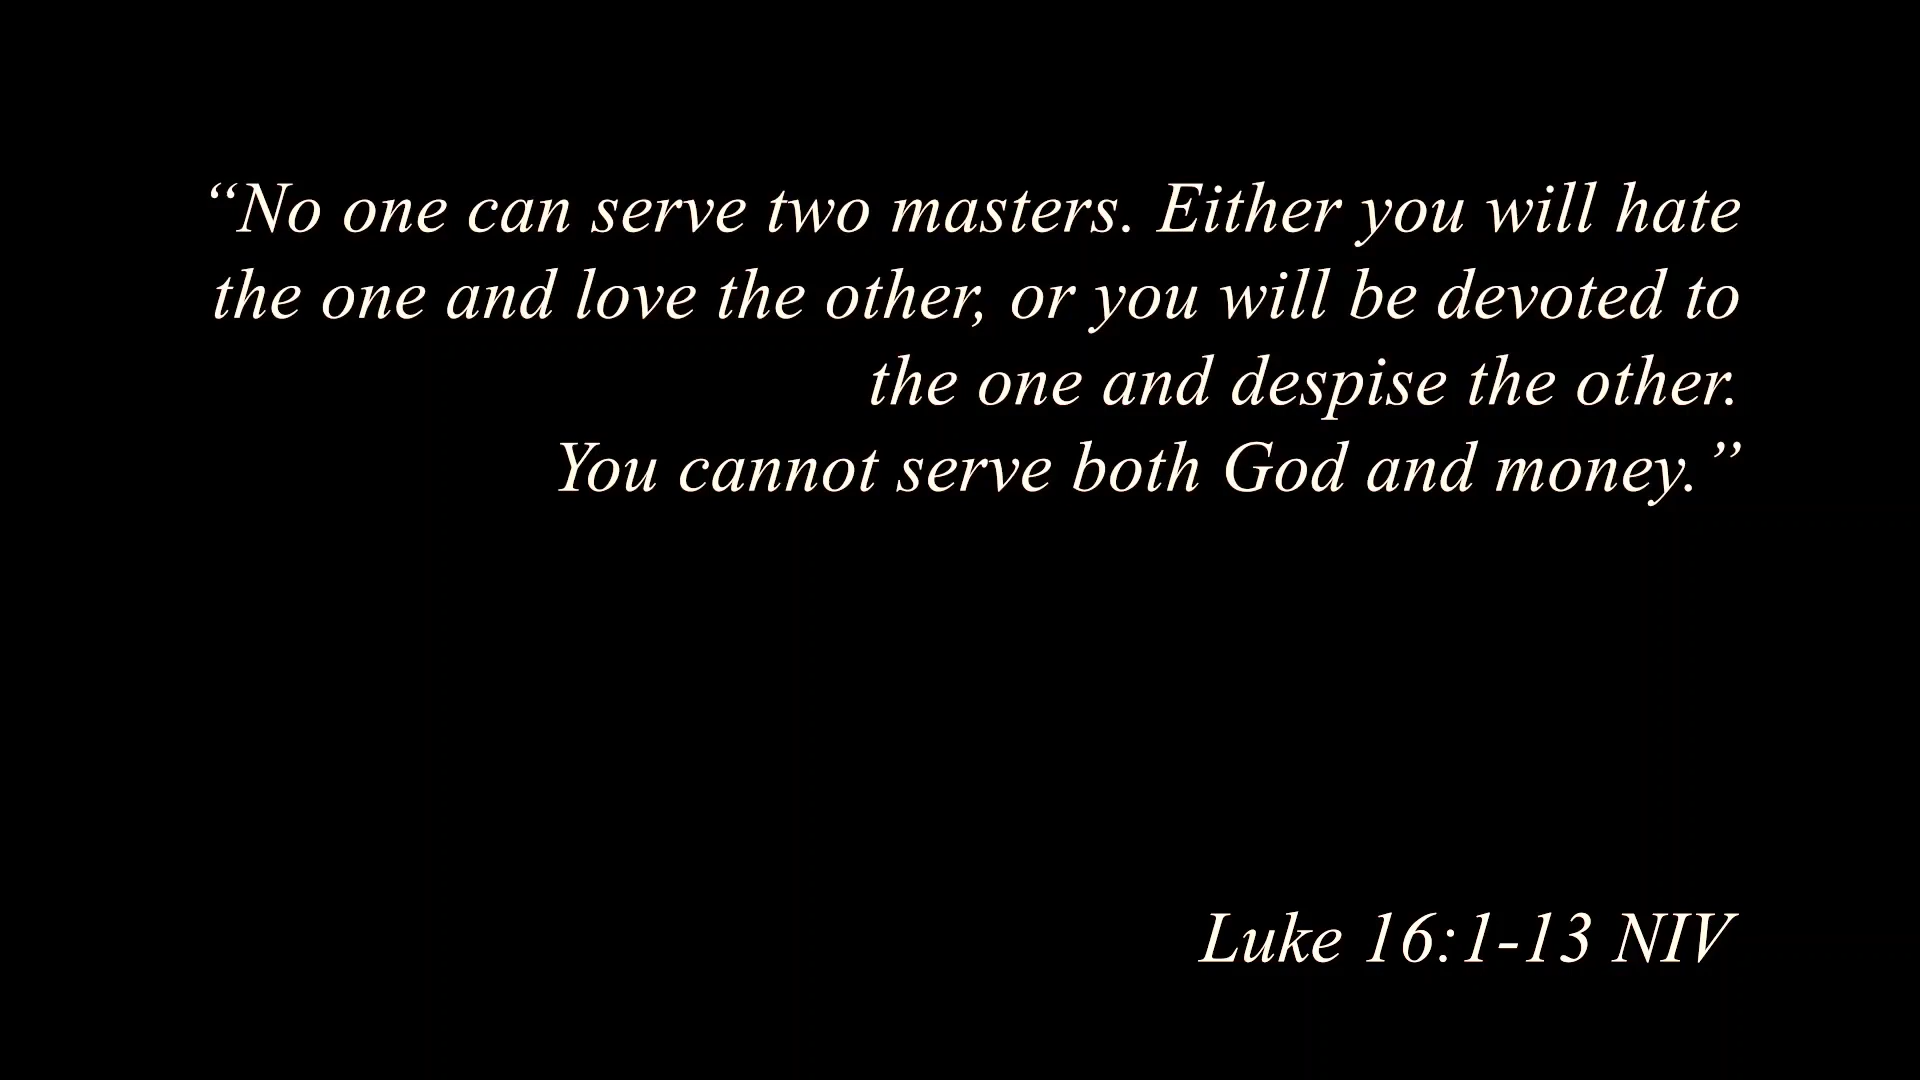 “No one can serve two masters. Either you will hate
the one and love the other, or you will be devoted to
the one and despise the other.
You cannot serve both God and money.”
Luke 16:1-13 NIV